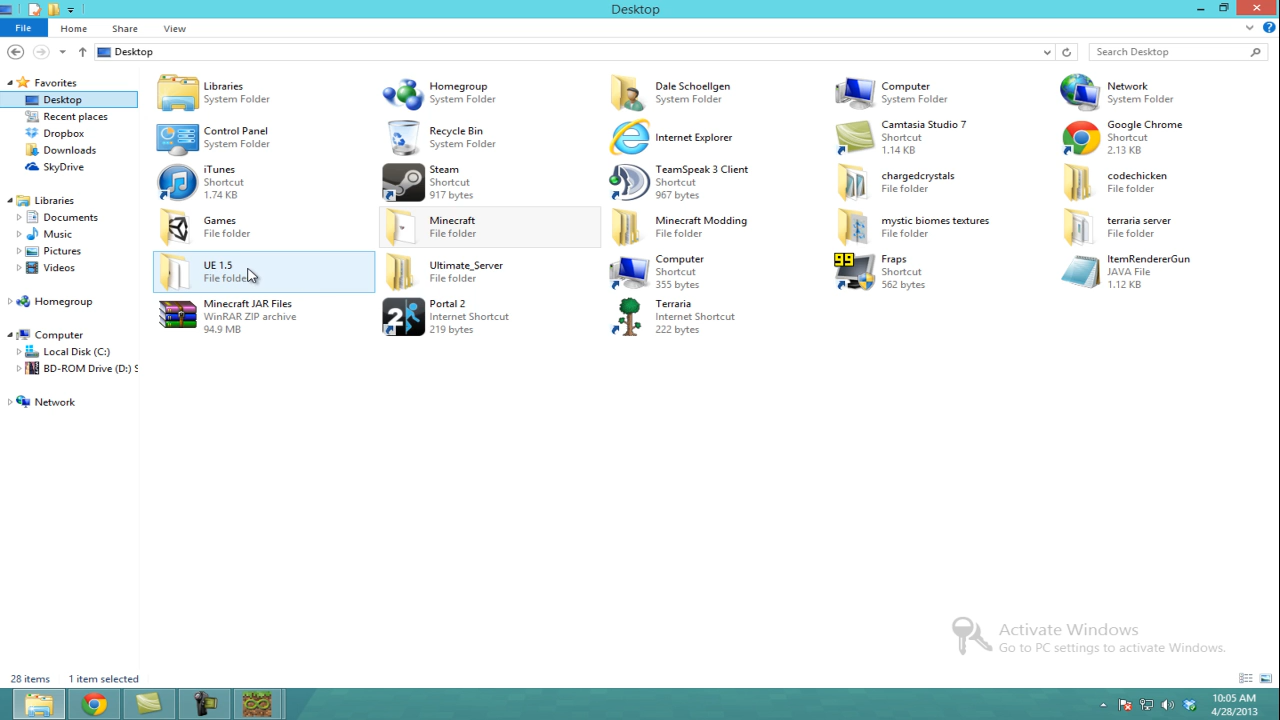 Desktop
File Home Share View
Desktop
Search Desktop
Favorites
Desktop
Recent places
Dropbox
Downloads
SkyDrive
Libraries
Documents
Music
Pictures
Videos
Homegroup
Computer
Local Disk (C:)
BD-ROM Drive (D:) S
Network
Libraries
System Folder
Homegroup
System Folder
Dale Schoellgen
System Folder
Computer
System Folder
Network
System Folder
Control Panel
System Folder
Recycle Bin
System Folder
Internet Explorer
Camtasia Studio 7
Shortcut
1.14 KB
Google Chrome
Shortcut
2.13 KB
iTunes
Shortcut
1.74 KB
Steam
Shortcut
917 bytes
TeamSpeak 3 Client
Shortcut
967 bytes
chargedcrystals
File folder
codechicken
File folder
Games
File folder
Minecraft
File folder
Minecraft Modding
File folder
mystic biomes textures
File folder
terraria server
File folder
UE 1.5
File folder
Ultimate_Server
File folder
Computer
Shortcut
355 bytes
99
Fraps
Shortcut
562 bytes
ItemRendererGun
JAVA File
1.12 KB
Minecraft JAR Files
WinRAR ZIP archive
94.9 MB
2
Portal 2
Internet Shortcut
219 bytes
Terraria
Internet Shortcut
222 bytes
Activate Windows
Go to PC settings to activate Windows.
28 items 1 item selected
10:05 AM
4/28/2013